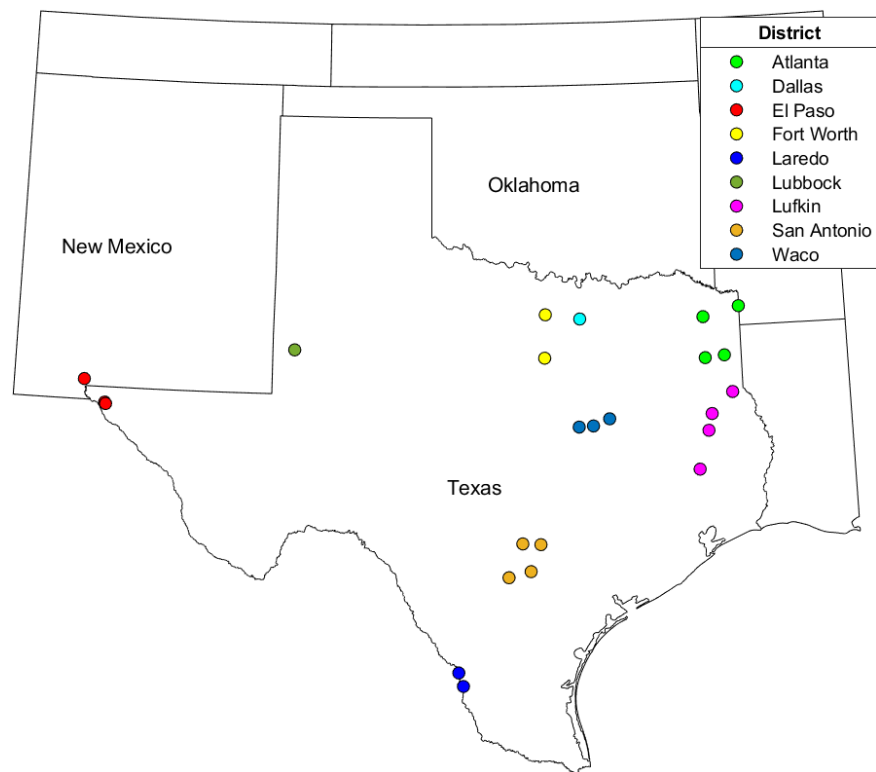 District
Atlanta
Dallas
El Paso
Fort Worth
Laredo
Lubbock
Lufkin
San Antonio
Waco
Oklahoma
New Mexico
Texas